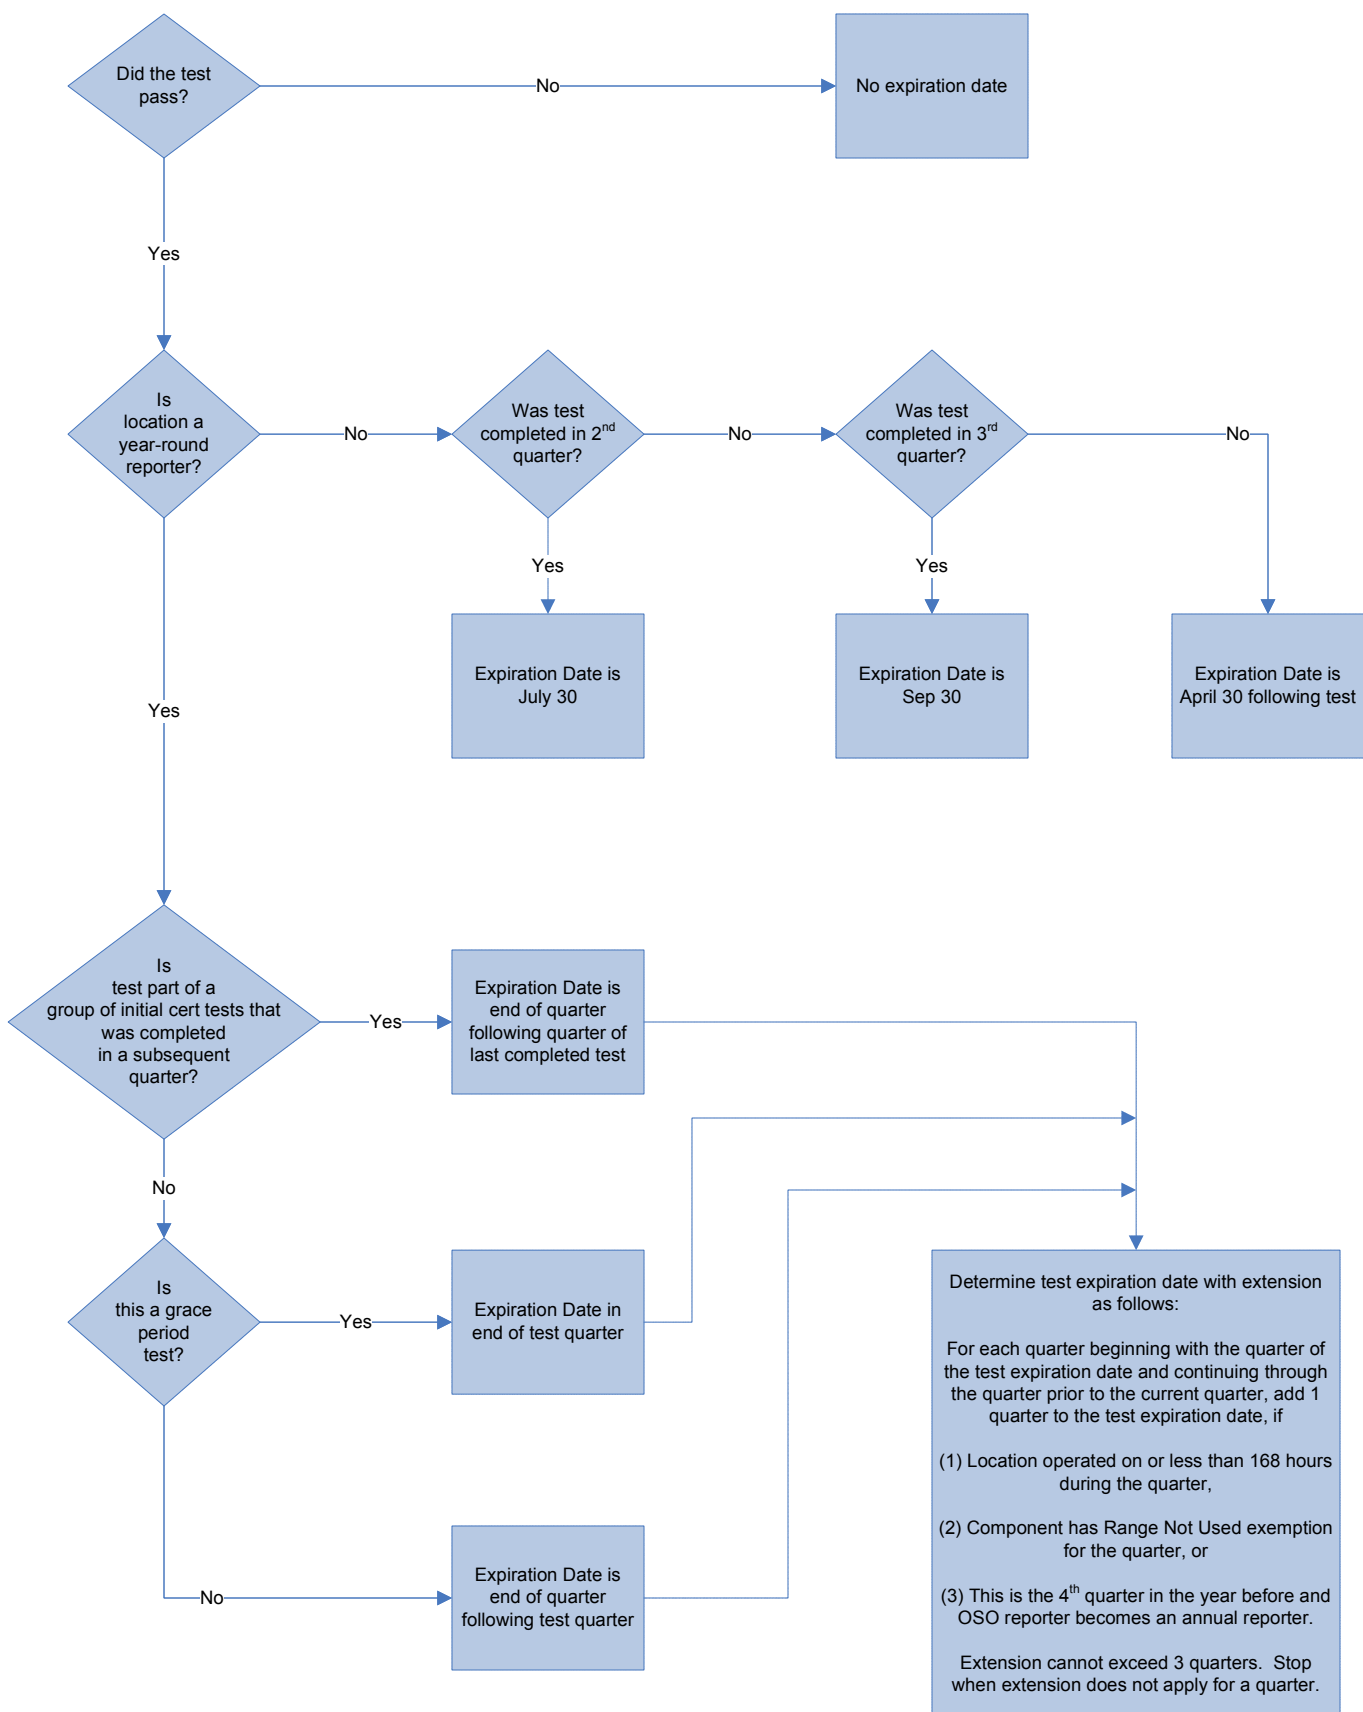 Did the test
pass?
No
No expiration date
Yes
Is
location a
year-round
reporter?
No
Was test
completed in 2nd
quarter?
No
Was test
completed in 3rd
quarter?
No
Yes
Yes
Expiration Date is
July 30
Expiration Date is
Sep 30
Expiration Date is
April 30 following test
Yes
Is
test part of a
group of initial cert tests that
was completed
in a subsequent
quarter?
Yes
Expiration Date is
end of quarter
following quarter of
last completed test
No
Is
this a grace
period
test?
Yes
Expiration Date in
end of test quarter
No
Expiration Date is
end of quarter
following test quarter
Determine test expiration date with extension
as follows:
For each quarter beginning with the quarter of
the test expiration date and continuing through
the quarter prior to the current quarter, add 1
quarter to the test expiration date, if
(1) Location operated on or less than 168 hours
during the quarter,
(2) Component has Range Not Used exemption
for the quarter, or
(3) This is the 4th quarter in the year before and
OSO reporter becomes an annual reporter.
Extension cannot exceed 3 quarters.  Stop
when extension does not apply for a quarter.